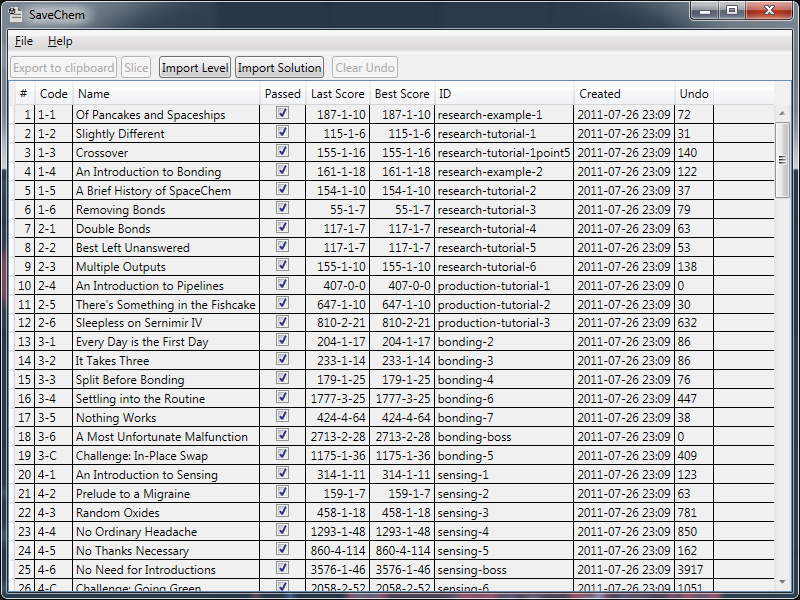 SaveChem
File Help
Export to clipboard Slice Import Level Import Solution Clear Undo
# Code Name Passed Last Score Best Score ID Created Undo
1 1-1 Of Pancakes and Spaceships 187-1-10 187-1-10 research-example-1 2011-07-26 23:09 72
2 1-2 Slightly Different 115-1-6 115-1-6 research-tutorial-1 2011-07-26 23:09 31
3 1-3 Crossover 155-1-16 155-1-16 research-tutorial-1point5 2011-07-26 23:09 140
4 1-4 An Introduction to Bonding 161-1-18 161-1-18 research-example-2 2011-07-26 23:09 122
5 1-5 A Brief History of SpaceChem 154-1-10 154-1-10 research-tutorial-2 2011-07-26 23:09 37
6 1-6 Removing Bonds 55-1-7 55-1-7 research-tutorial-3 2011-07-26 23:09 79
7 2-1 Double Bonds 117-1-7 117-1-7 research-tutorial-4 2011-07-26 23:09 63
8 2-2 Best Left Unanswered 117-1-7 117-1-7 research-tutorial-5 2011-07-26 23:09 53
9 2-3 Multiple Outputs 155-1-10 155-1-10 research-tutorial-6 2011-07-26 23:09 138
10 2-4 An Introduction to Pipelines 407-0-0 407-0-0 production-tutorial-1 2011-07-26 23:09 0
11 2-5 There's Something in the Fishcake 647-1-10 647-1-10 production-tutorial-2 2011-07-26 23:09 30
12 2-6 Sleepless on Sernimir IV 810-2-21 810-2-21 production-tutorial-3 2011-07-26 23:09 632
13 3-1 Every Day is the First Day 204-1-17 204-1-17 bonding-2 2011-07-26 23:09 86
14 3-2 It Takes Three 233-1-14 233-1-14 bonding-3 2011-07-26 23:09 86
15 3-3 Split Before Bonding 179-1-25 179-1-25 bonding-4 2011-07-26 23:09 76
16 3-4 Settling into the Routine 1777-3-25 1777-3-25 bonding-6 2011-07-26 23:09 447
17 3-5 Nothing Works 424-4-64 424-4-64 bonding-7 2011-07-26 23:09 38
18 3-6 A Most Unfortunate Malfunction 2713-2-28 2713-2-28 bonding-boss 2011-07-26 23:09 0
19 3-C Challenge: In-Place Swap 1175-1-36 1175-1-36 bonding-5 2011-07-26 23:09 409
20 4-1 An Introduction to Sensing 314-1-11 314-1-11 sensing-1 2011-07-26 23:09 123
21 4-2 Prelude to a Migraine 159-1-7 159-1-7 sensing-2 2011-07-26 23:09 63
22 4-3 Random Oxides 458-1-18 458-1-18 sensing-3 2011-07-26 23:09 781
23 4-4 No Ordinary Headache 1293-1-48 1293-1-48 sensing-4 2011-07-26 23:09 850
24 4-5 No Thanks Necessary 860-4-114 860-4-114 sensing-5 2011-07-26 23:09 162
25 4-6 No Need for Introductions 3576-1-46 3576-1-46 sensing-boss 2011-07-26 23:09 3917
26 4-C Challenge: Going Green 2058-2-52 2058-2-52 sensing-6 2011-07-26 23:09 1051